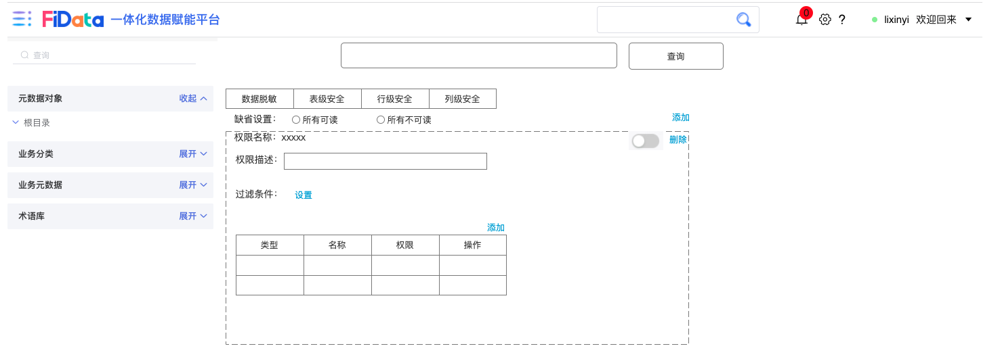 FiData 一体化数据赋能平台
0
?
lixinyi 欢迎回来
查询
查询
元数据对象 收起
根目录
业务分类 展开
业务元数据 展开
术语库 展开
数据脱敏 表级安全 行级安全 列级安全
缺省设置： 所有可读 所有不可读 添加
权限名称：xxxxx 删除
权限描述：
过滤条件： 设置
添加
类型 名称 权限 操作